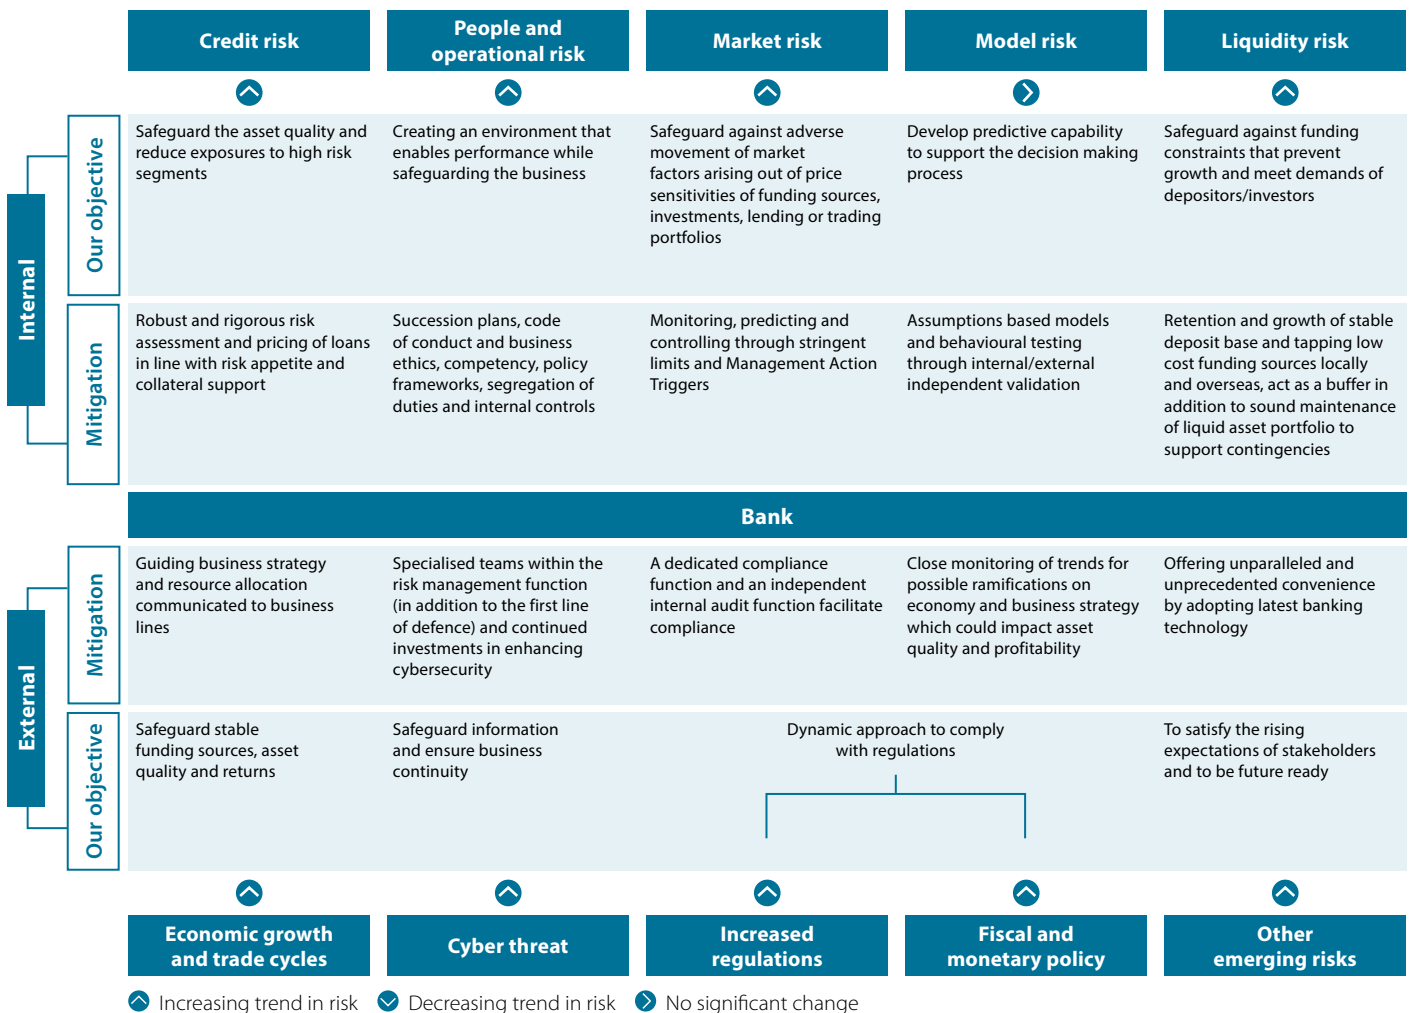 Credit risk
People and
operational risk
Market risk
Model risk
Liquidity risk
Internal
Our objective
Safeguard the asset quality and
reduce exposures to high risk
segments
Creating an environment that
enables performance while
safeguarding the business
Safeguard against adverse
movement of market
factors arising out of price
sensitivities of funding sources,
investments, lending or trading
portfolios
Develop predictive capability
to support the decision making
process
Safeguard against funding
constraints that prevent
growth and meet demands of
depositors/investors
Mitigation
Robust and rigorous risk
assessment and pricing of loans
in line with risk appetite and
collateral support
Succession plans, code
of conduct and business
ethics, competency, policy
frameworks, segregation of
duties and internal controls
Monitoring, predicting and
controlling through stringent
limits and Management Action
Triggers
Assumptions based models
and behavioural testing
through internal/external
independent validation
Retention and growth of stable
deposit base and tapping low
cost funding sources locally
and overseas, act as a buffer in
addition to sound maintenance
of liquid asset portfolio to
support contingencies
Bank
External
Mitigation
Guiding business strategy
and resource allocation
communicated to business
lines
Specialised teams within the
risk management function
(in addition to the first line
of defence) and continued
investments in enhancing
cybersecurity
A dedicated compliance
function and an independent
internal audit function facilitate
compliance
Close monitoring of trends for
possible ramifications on
economy and business strategy
which could impact asset
quality and profitability
Offering unparalleled and
unprecedented convenience
by adopting latest banking
technology
Our objective
Safeguard stable
funding sources, asset
quality and returns
Safeguard information
and ensure business
continuity
Dynamic approach to comply
with regulations
To satisfy the rising
expectations of stakeholders
and to be future ready
Economic growth
and trade cycles
Cyber threat
Increased
regulations
Fiscal and
monetary policy
Other
emerging risks
Increasing trend in risk
Decreasing trend in risk
No significant change